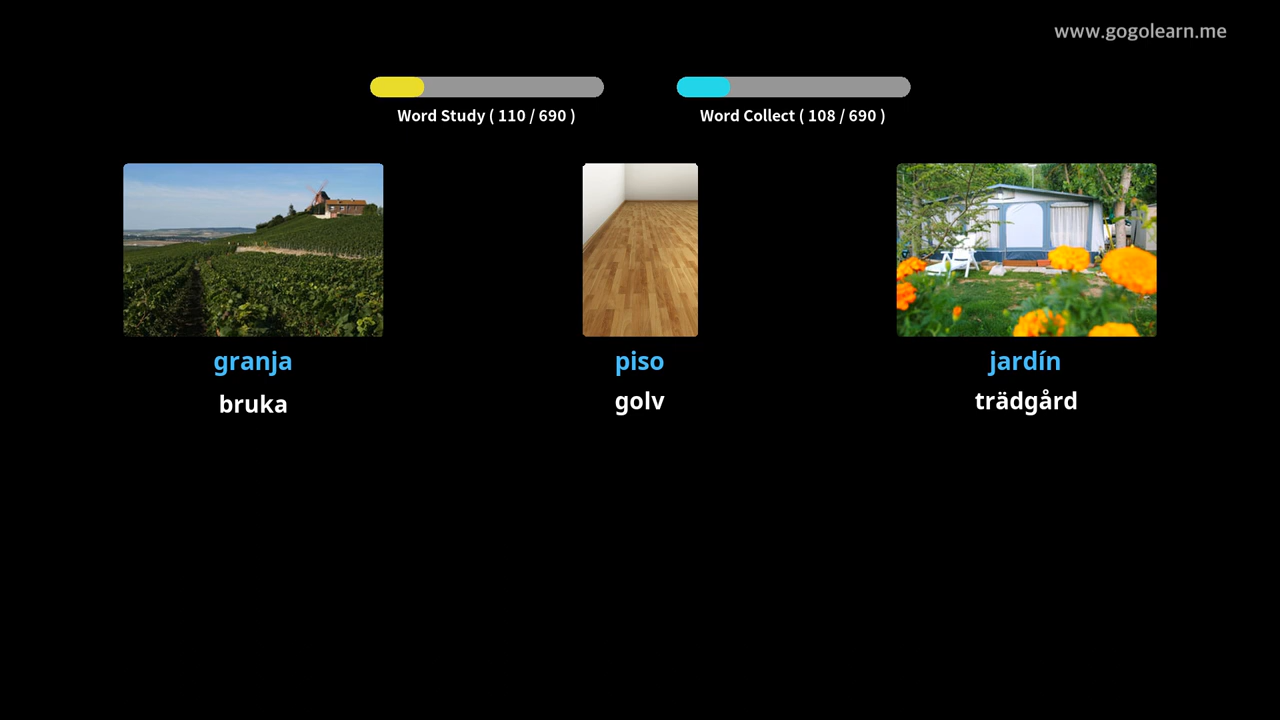 www.gogolearn.me
Word Study ( 110 / 690 )
Word Collect ( 108 / 690 )
granja
piso
jardín
bruka
golv
trädgård